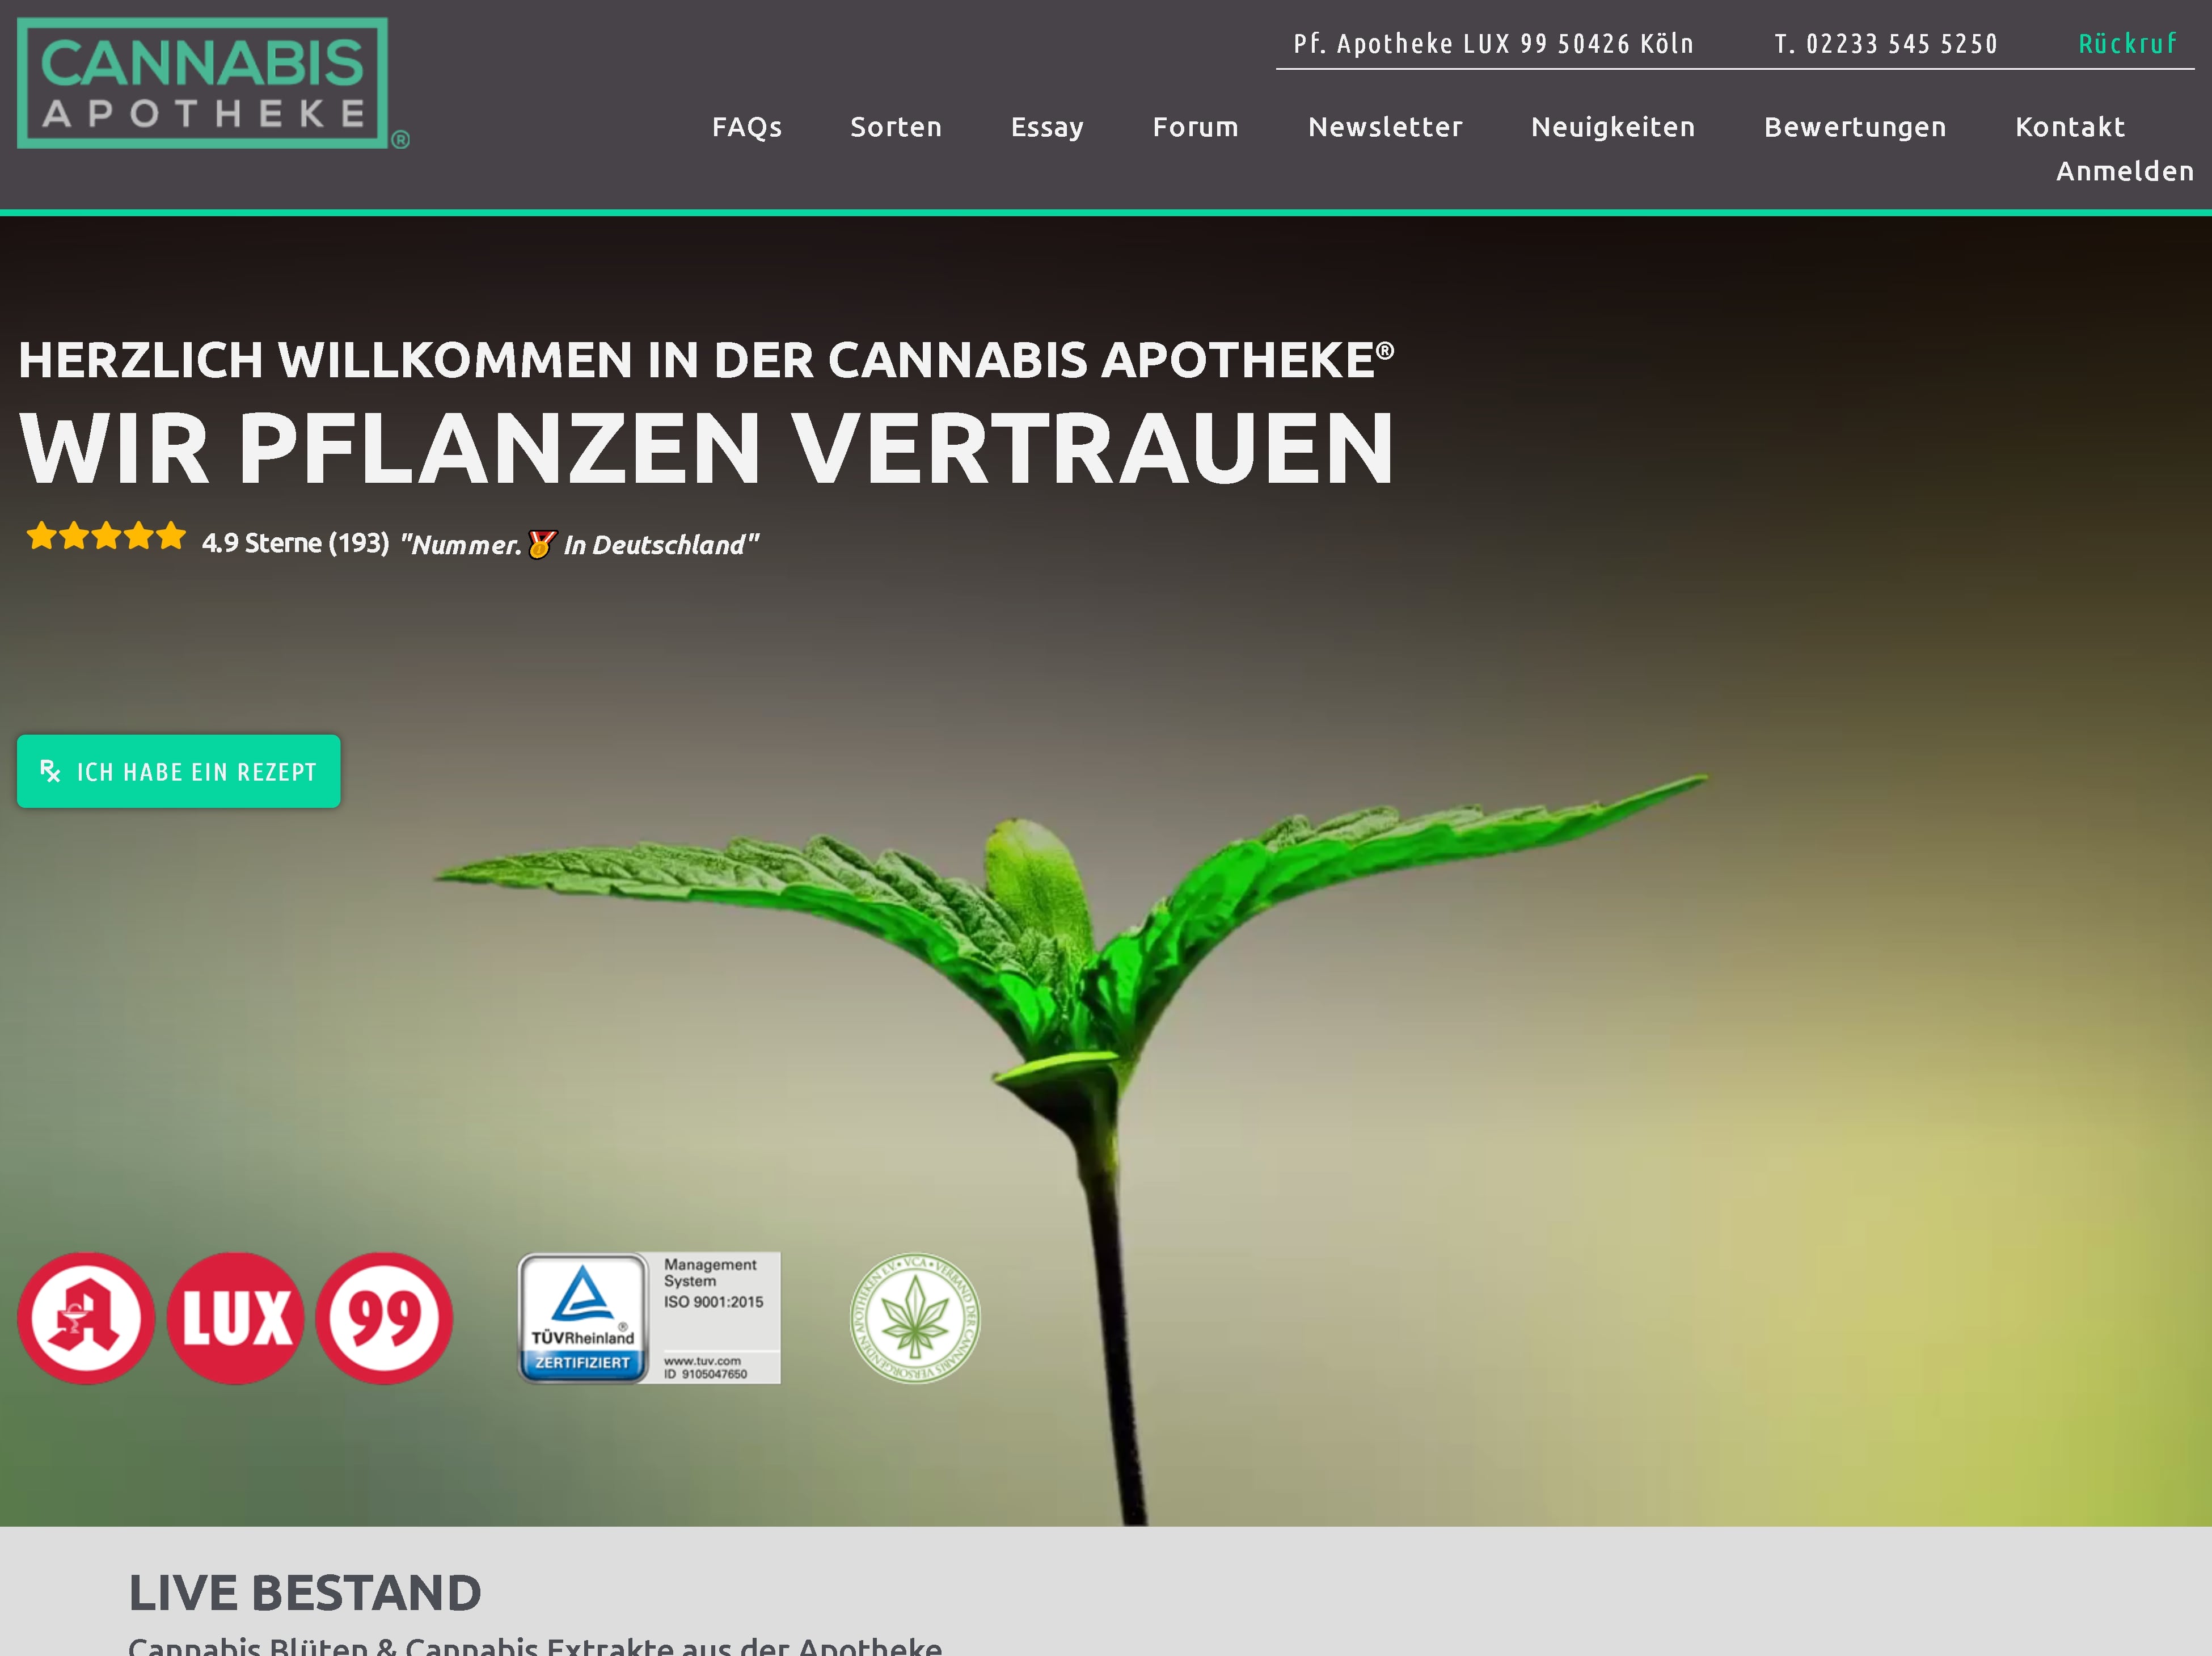 CANNABIS
APOTHEKE
®
Pf. Apotheke LUX 99 50426 Köln T. 02233 545 5250 Rückruf
FAQs Sorten Essay Forum Newsletter Neuigkeiten Bewertungen Kontakt
Anmelden
HERZLICH WILLKOMMEN IN DER CANNABIS APOTHEKE®
WIR PFLANZEN VERTRAUEN
4.9 Sterne (193) "Nummer.🥇 In Deutschland"
℞ ICH HABE EIN REZEPT
LUX 99
TÜVRheinland®
ZERTIFIZIERT
Management
System
ISO 9001:2015
www.tuv.com
ID 9105047650
VCA • VERBAND DER CANNABIS VERSORGENDEN APOTHEKEN E.V. •
LIVE BESTAND
Cannabis Blüten & Cannabis Extrakte aus der Apotheke